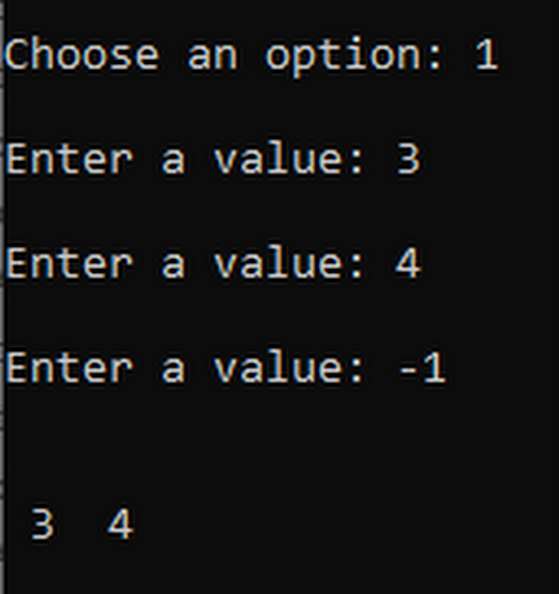 Choose an option: 1
Enter a value: 3
Enter a value: 4
Enter a value: -1
3  4